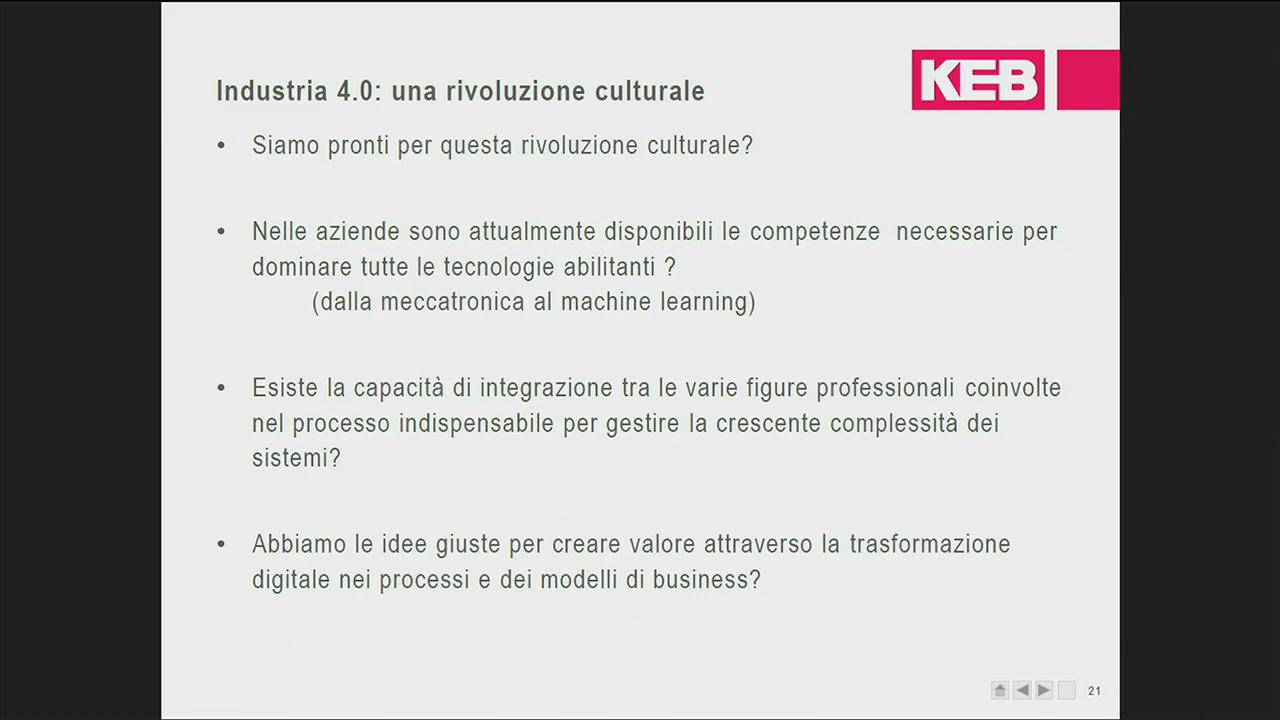 KEB
Industria 4.0: una rivoluzione culturale
• Siamo pronti per questa rivoluzione culturale?
• Nelle aziende sono attualmente disponibili le competenze necessarie per
dominare tutte le tecnologie abilitanti ?
(dalla meccatronica al machine learning)
• Esiste la capacità di integrazione tra le varie figure professionali coinvolte
nel processo indispensabile per gestire la crescente complessità dei
sistemi?
• Abbiamo le idee giuste per creare valore attraverso la trasformazione
digitale nei processi e dei modelli di business?
21